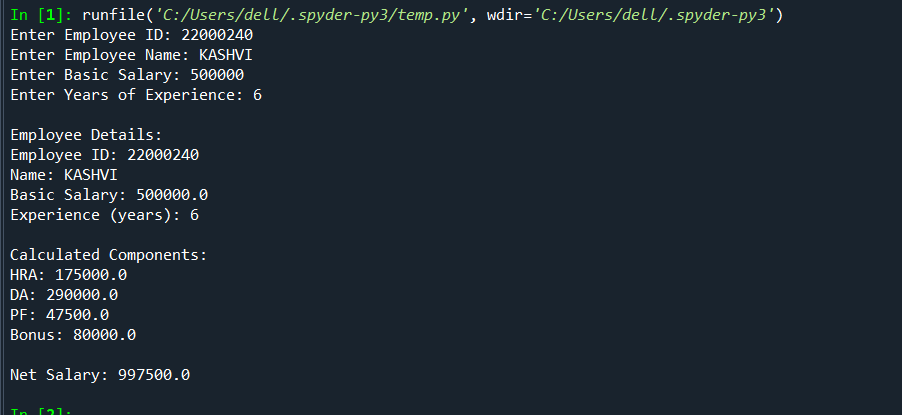 In [1]: runfile('C:/Users/dell/.spyder-py3/temp.py', wdir='C:/Users/dell/.spyder-py3')
Enter Employee ID: 22000240
Enter Employee Name: KASHVI
Enter Basic Salary: 500000
Enter Years of Experience: 6
Employee Details:
Employee ID: 22000240
Name: KASHVI
Basic Salary: 500000.0
Experience (years): 6
Calculated Components:
HRA: 175000.0
DA: 290000.0
PF: 47500.0
Bonus: 80000.0
Net Salary: 997500.0
In [2]: